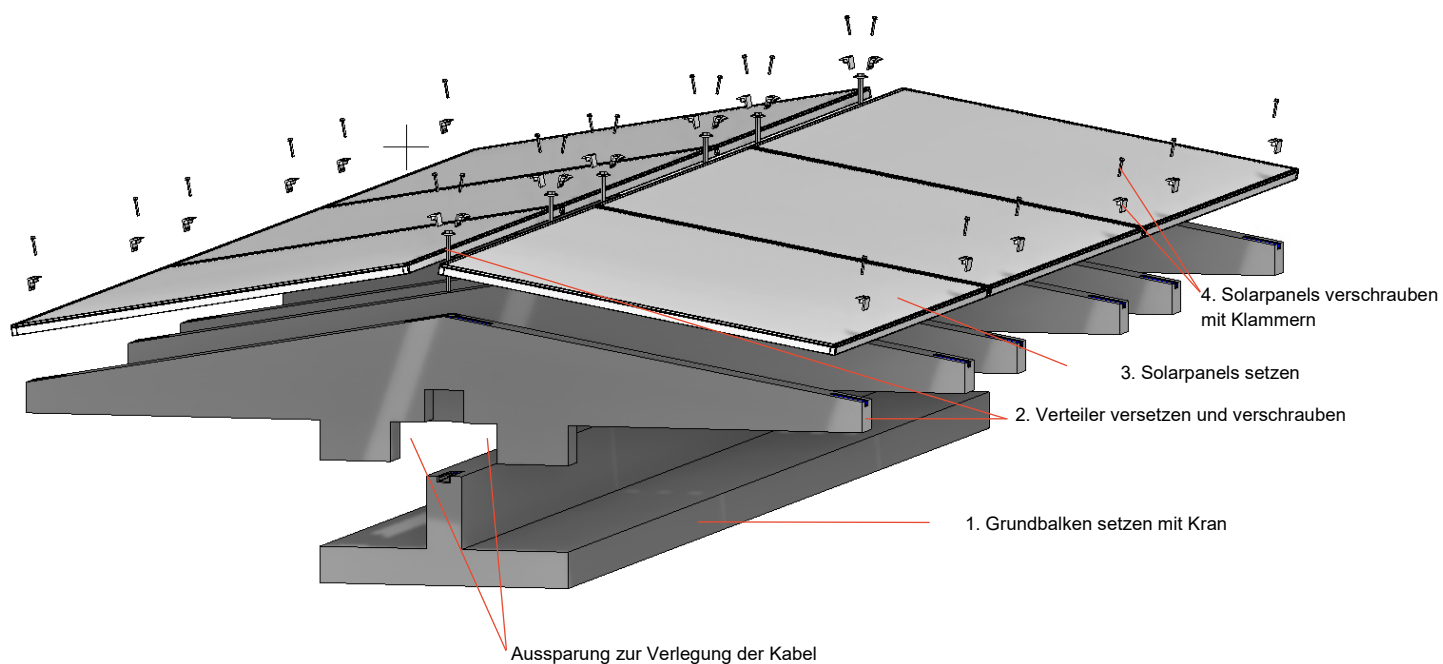 4. Solarpanels verschrauben
mit Klammern
3. Solarpanels setzen
2. Verteiler versetzen und verschrauben
1. Grundbalken setzen mit Kran
Aussparung zur Verlegung der Kabel